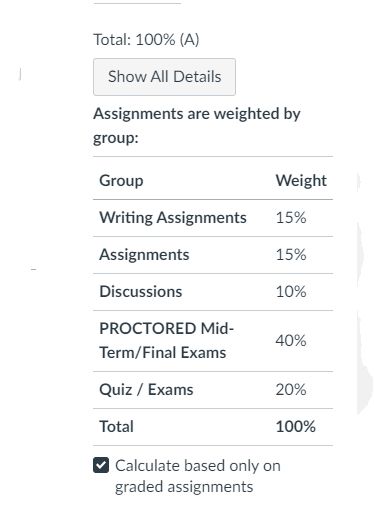 Total: 100% (A)
Show All Details
Assignments are weighted by
group:
Group Weight
Writing Assignments 15%
Assignments 15%
Discussions 10%
PROCTORED Mid-
Term/Final Exams 40%
Quiz / Exams 20%
Total 100%
Calculate based only on
graded assignments